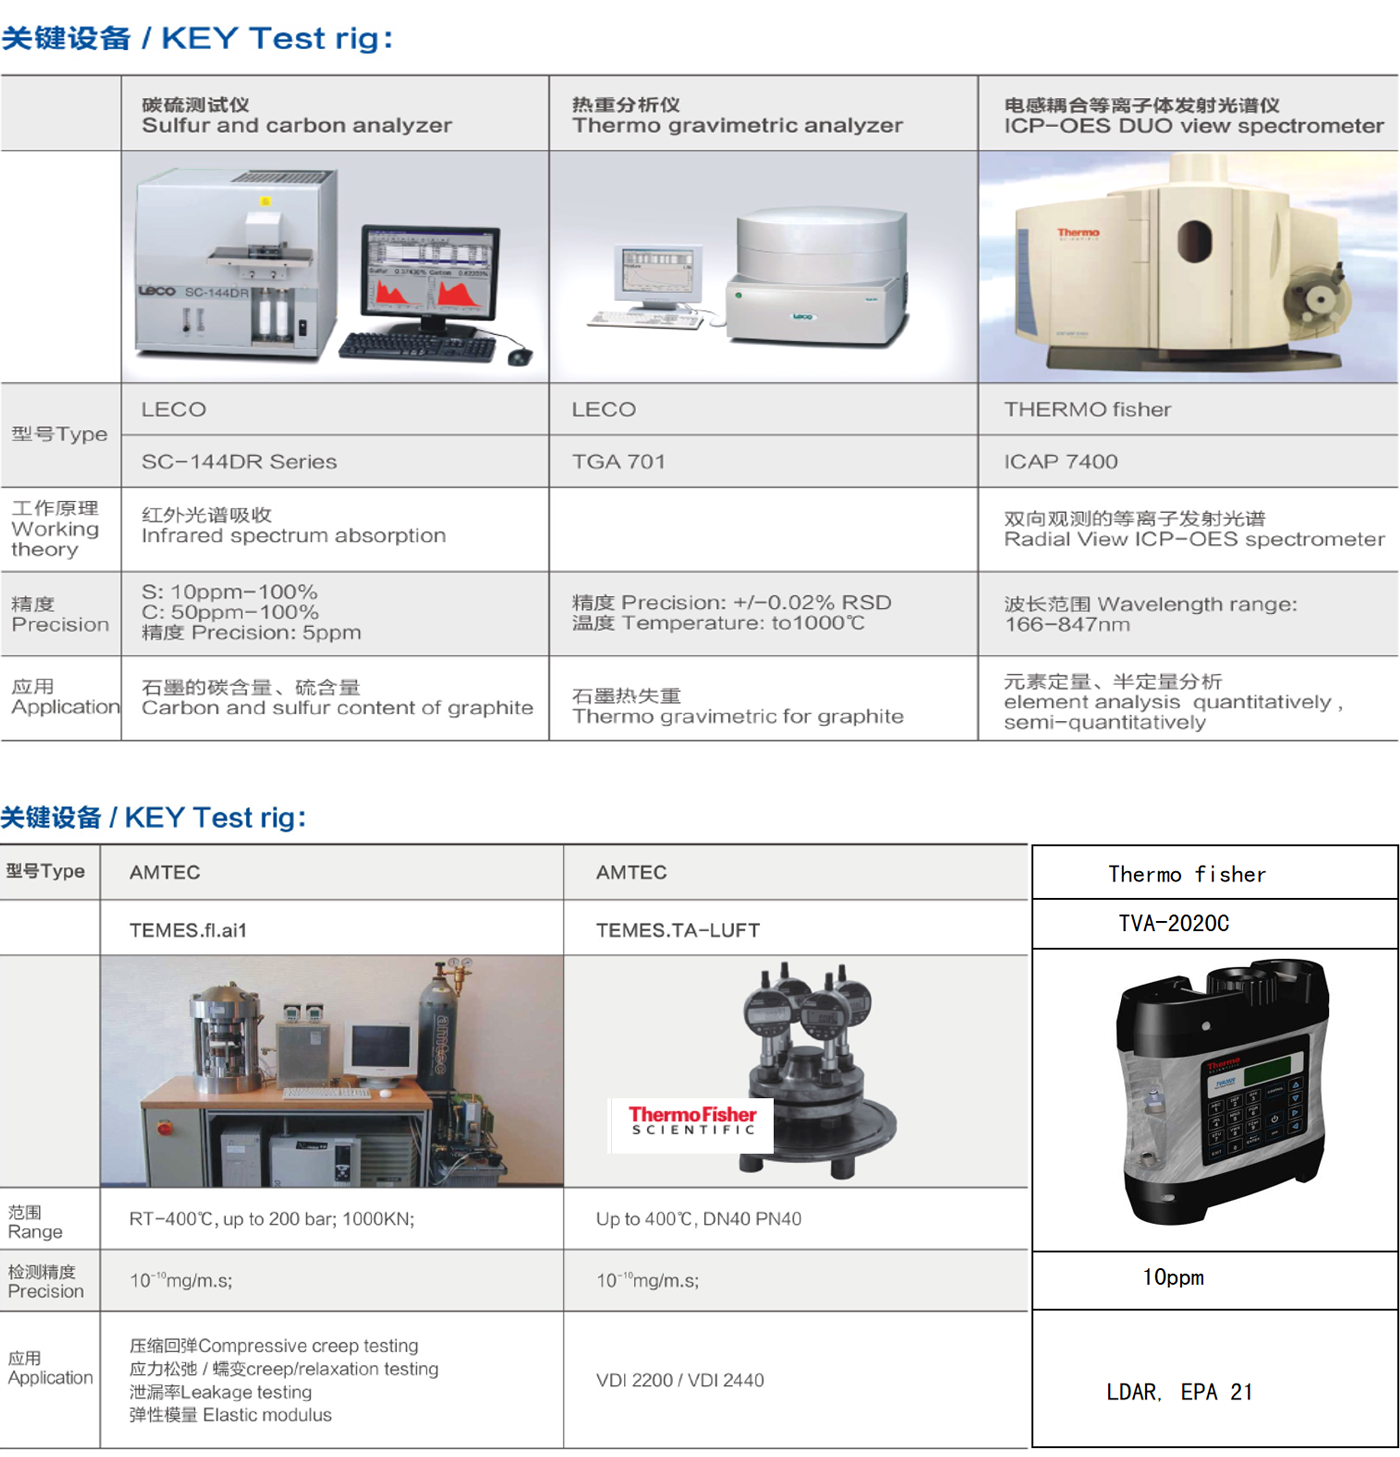 关键设备 / KEY Test rig:
碳硫测试仪
Sulfur and carbon analyzer
热重分析仪
Thermo gravimetric analyzer
电感耦合等离子体发射光谱仪
ICP-OES DUO view spectrometer
LECO SC-144DR
Sulfur Carbon
LECO
Thermo
SCIENTIFIC
型号Type
LECO
LECO
THERMO fisher
SC-144DR Series
TGA 701
ICAP 7400
工作原理
Working
theory
红外光谱吸收
Infrared spectrum absorption
双向观测的等离子发射光谱
Radial View ICP-OES spectrometer
精度
Precision
S: 10ppm-100%
C: 50ppm-100%
精度 Precision: 5ppm
精度 Precision: +/-0.02% RSD
温度 Temperature: to1000℃
波长范围 Wavelength range:
166-847nm
应用
Application
石墨的碳含量、硫含量
Carbon and sulfur content of graphite
石墨热失重
Thermo gravimetric for graphite
元素定量、半定量分析
element analysis quantitatively ,
semi-quantitatively
关键设备 / KEY Test rig:
型号Type
AMTEC
AMTEC
Thermo fisher
TEMES.fl.ai1
TEMES.TA-LUFT
TVA-2020C
amtec
ThermoFisher
SCIENTIFIC
Thermo
SCIENTIFIC
范围
Range
RT-400℃, up to 200 bar; 1000KN;
Up to 400℃, DN40 PN40
检测精度
Precision
10⁻¹⁰mg/m.s;
10⁻¹⁰mg/m.s;
10ppm
应用
Application
压缩回弹Compressive creep testing
应力松弛 / 蠕变creep/relaxation testing
泄漏率Leakage testing
弹性模量 Elastic modulus
VDI 2200 / VDI 2440
LDAR, EPA 21